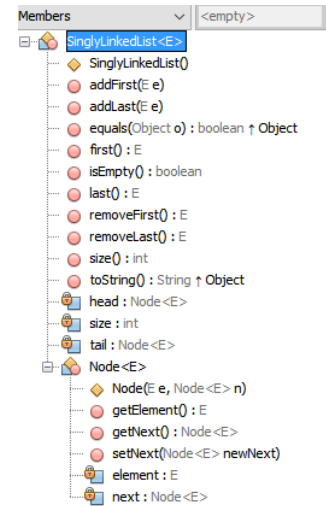 Members <empty>
SinglyLinkedList<E>
SinglyLinkedList()
addFirst(E e)
addLast(E e)
equals(Object o) : boolean ↑ Object
first() : E
isEmpty() : boolean
last() : E
removeFirst() : E
removeLast() : E
size() : int
toString() : String ↑ Object
head : Node<E>
size : int
tail : Node<E>
Node<E>
Node(E e, Node<E> n)
getElement() : E
getNext() : Node<E>
setNext(Node<E> newNext)
element : E
next : Node<E>